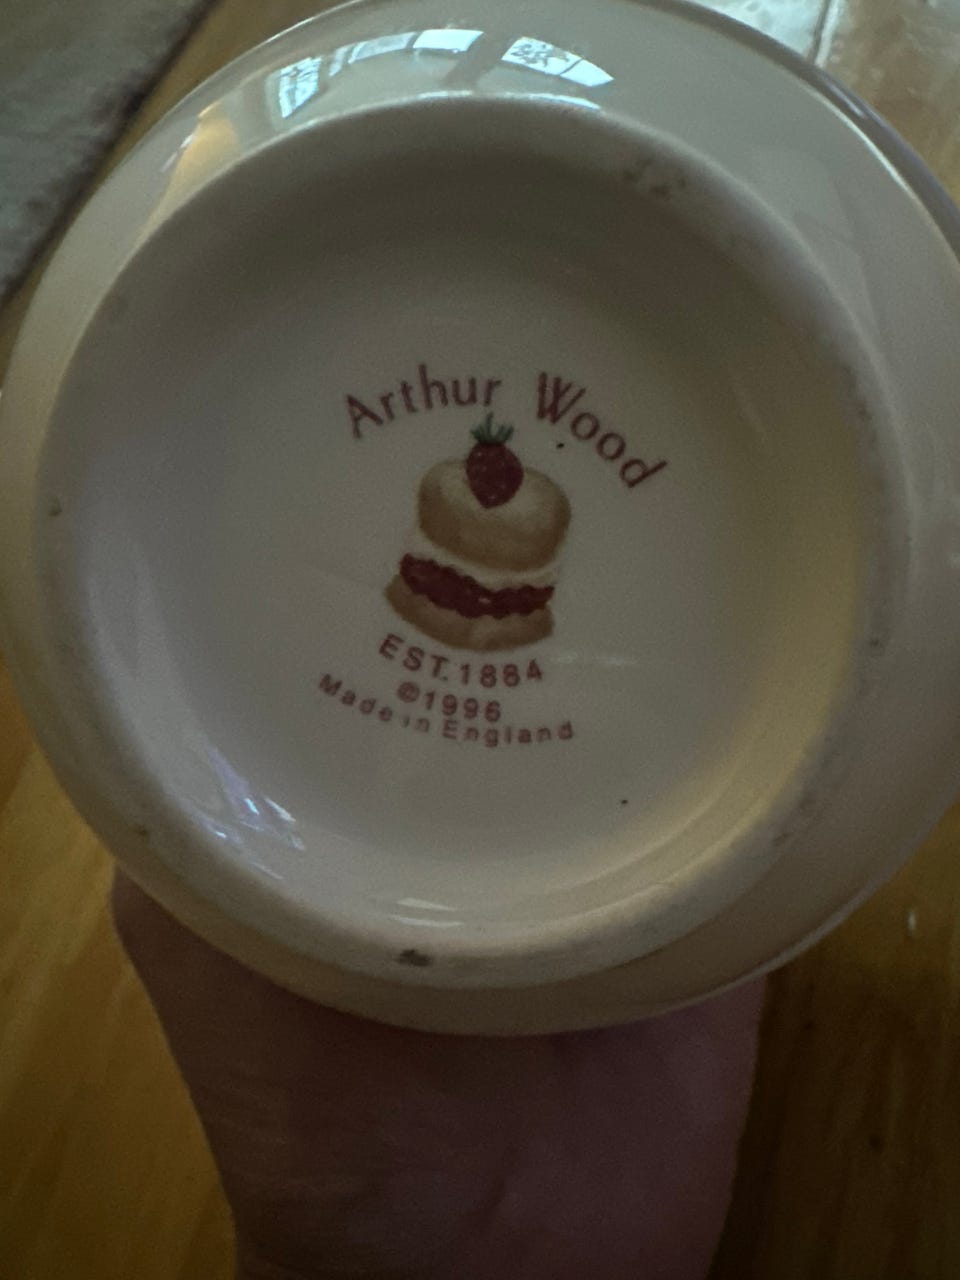 Arthur Wood
EST. 1884
©1996
Made in England